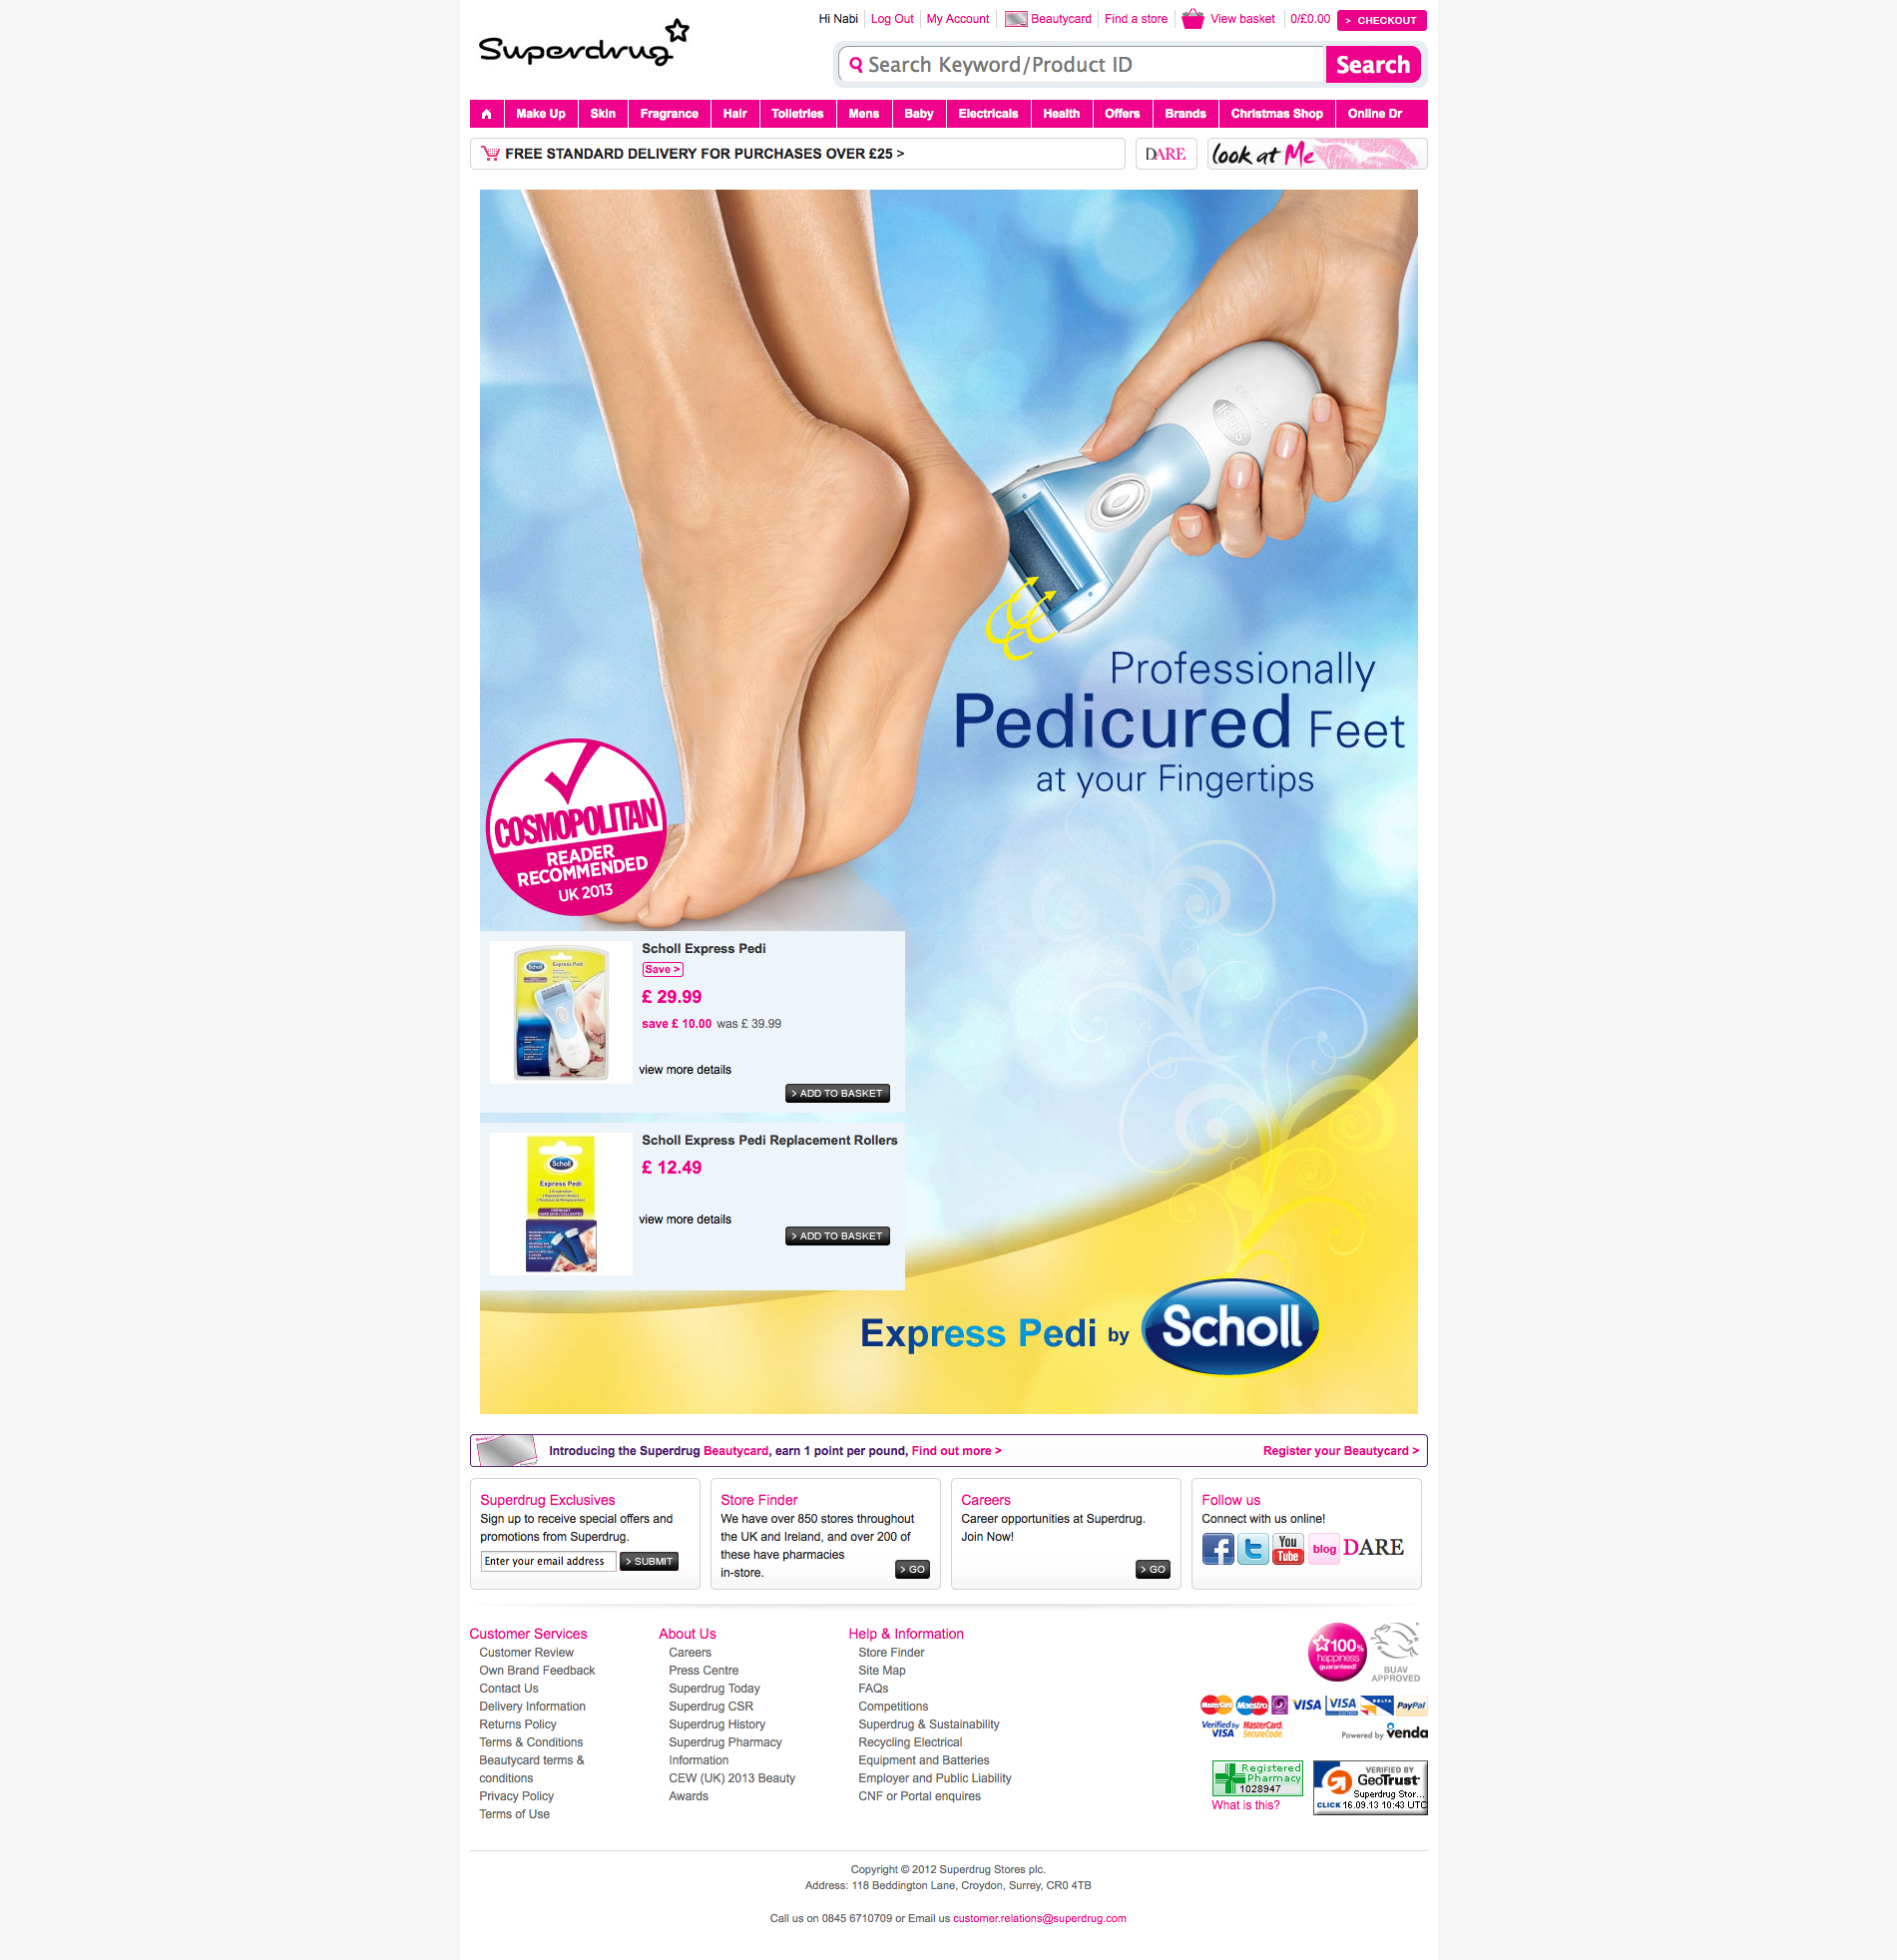 Superdrug
Hi Nabi
Log Out
My Account
Beautycard
Find a store
View basket
0/£0.00
> CHECKOUT
Search Keyword/Product ID
Search
Make Up
Skin
Fragrance
Hair
Toiletries
Mens
Baby
Electricals
Health
Offers
Brands
Christmas Shop
Online Dr
FREE STANDARD DELIVERY FOR PURCHASES OVER £25 >
DARE
look at Me
Scholl
Professionally
Pedicured Feet
at your Fingertips
COSMOPOLITAN
READER
RECOMMENDED
UK 2013
Scholl
Express Pedi
Scholl Express Pedi
Save >
£ 29.99
save £ 10.00 was £ 39.99
view more details
> ADD TO BASKET
Scholl
Express Pedi
Scholl Express Pedi Replacement Rollers
£ 12.49
view more details
> ADD TO BASKET
Express Pedi by Scholl
Introducing the Superdrug Beautycard, earn 1 point per pound, Find out more >
Register your Beautycard >
Superdrug Exclusives
Sign up to receive special offers and
promotions from Superdrug.
Enter your email address
> SUBMIT
Store Finder
We have over 850 stores throughout
the UK and Ireland, and over 200 of
these have pharmacies
in-store.
> GO
Careers
Career opportunities at Superdrug.
Join Now!
> GO
Follow us
Connect with us online!
f
t
You
Tube
blog
DARE
Customer Services
Customer Review
Own Brand Feedback
Contact Us
Delivery Information
Returns Policy
Terms & Conditions
Beautycard terms &
conditions
Privacy Policy
Terms of Use
About Us
Careers
Press Centre
Superdrug Today
Superdrug CSR
Superdrug History
Superdrug Pharmacy
Information
CEW (UK) 2013 Beauty
Awards
Help & Information
Store Finder
Site Map
FAQs
Competitions
Superdrug & Sustainability
Recycling Electrical
Equipment and Batteries
Employer and Public Liability
CNF or Portal enquires
100%
happiness
guaranteed!
BUAV
APPROVED
MasterCard
Maestro
VISA
VISA
ELECTRON
DELTA
PayPal
Verified by
VISA
MasterCard.
SecureCode.
Powered by venda
Registered
Pharmacy
1028947
What is this?
VERIFIED BY
GeoTrust
Superdrug Stor...
CLICK 16.09.13 10:43 UTC
Copyright © 2012 Superdrug Stores plc.
Address: 118 Beddington Lane, Croydon, Surrey, CR0 4TB
Call us on 0845 6710709 or Email us customer.relations@superdrug.com